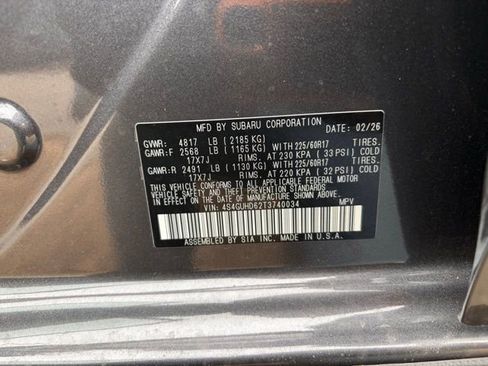 MFD BY SUBARU CORPORATION DATE: 02/26
GVWR: 4817 LB (2185 KG)
GAWR:F 2568 LB (1165 KG) WITH 225/60R17 TIRES.
17X7J RIMS. AT 230 KPA (33 PSI) COLD
GAWR:R 2491 LB (1130 KG) WITH 225/60R17 TIRES.
17X7J RIMS. AT 220 KPA (32 PSI) COLD
THIS VEHICLE CONFORMS TO ALL APPLICABLE FEDERAL MOTOR
VEHICLE SAFETY AND BUMPER STANDARDS IN EFFECT ON THE
DATE OF MANUFACTURE SHOWN ABOVE.
VIN: 4S4GUHD62T3740034 MPV
ASSEMBLED BY SIA INC. MADE IN U.S.A.